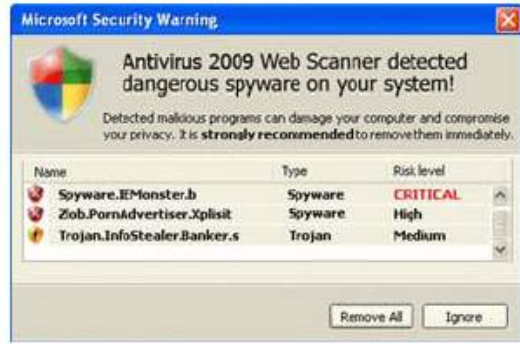 Microsoft Security Warning
Antivirus 2009 Web Scanner detected
dangerous spyware on your system!
Detected malicious programs can damage your computer and compromise
your privacy. It is strongly recommended to remove them immediately.
Name Type Risk level
Spyware.IEMonster.b Spyware CRITICAL
Zlob.PornAdvertiser.Xplisit Spyware High
Trojan.InfoStealer.Banker.s Trojan Medium
Remove All Ignore